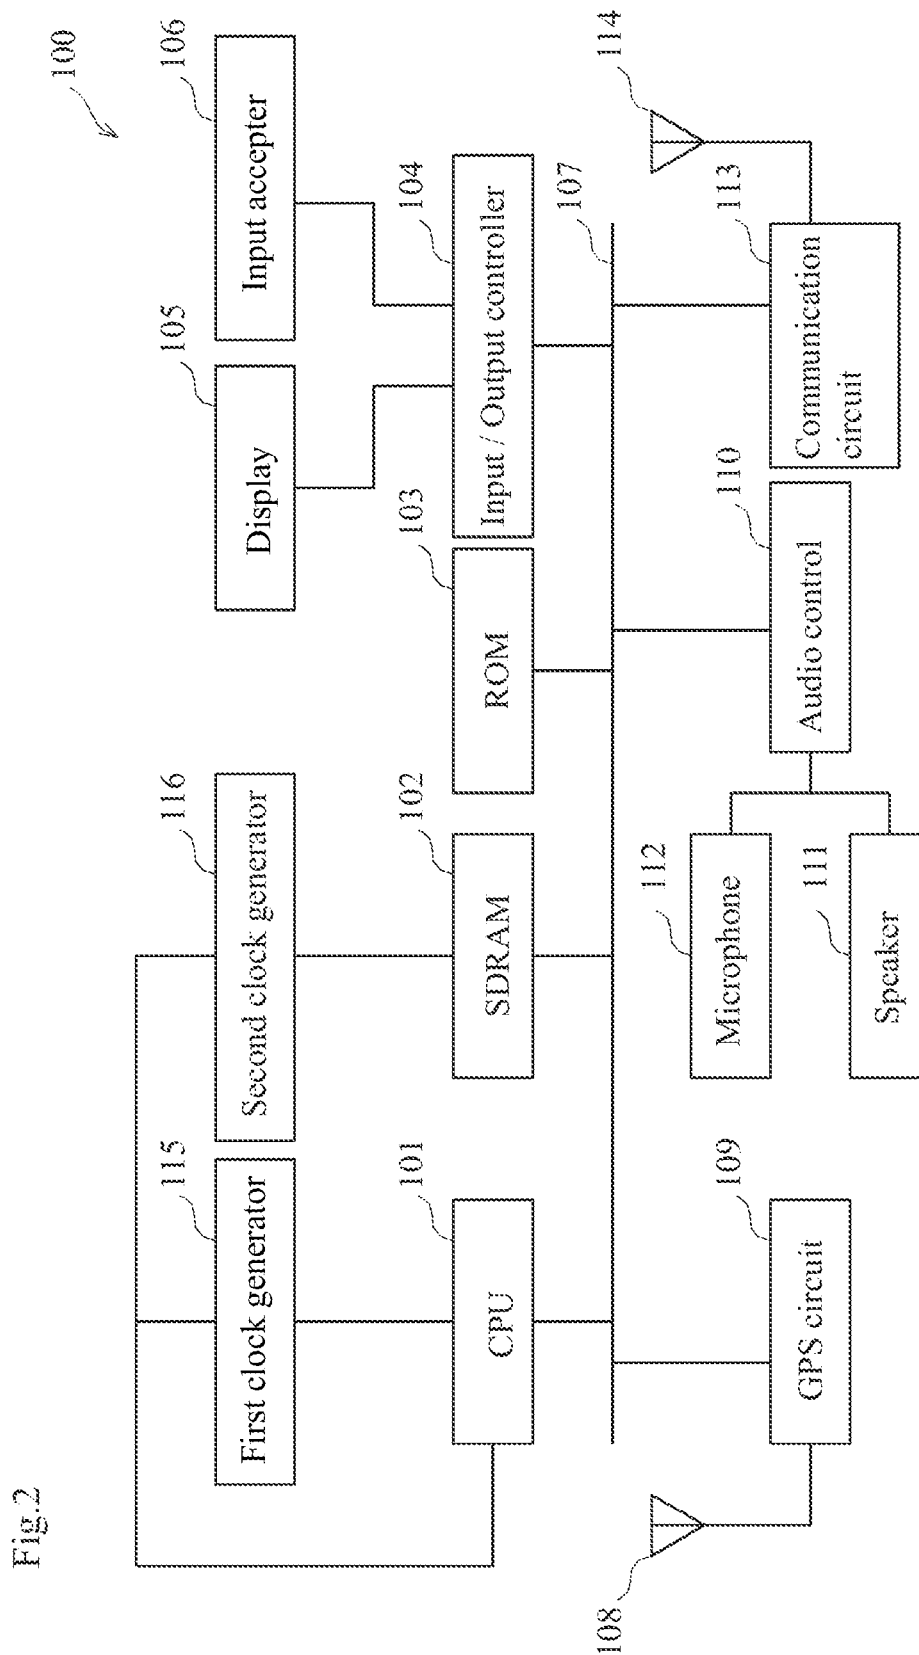 Fig.2
100
115
First clock generator
116
Second clock generator
105
Display
106
Input accepter
101
CPU
102
SDRAM
103
ROM
104
Input / Output controller
107
108
109
GPS circuit
112
Microphone
111
Speaker
110
Audio control
113
Communication
circuit
114